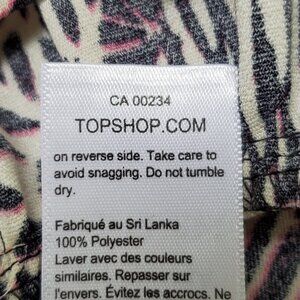 CA 00234
TOPSHOP.COM
on reverse side. Take care to
avoid snagging. Do not tumble
dry.
Fabriqué au Sri Lanka
100% Polyester
Laver avec des couleurs
similaires. Repasser sur
l'envers. Évitez les accrocs. Ne